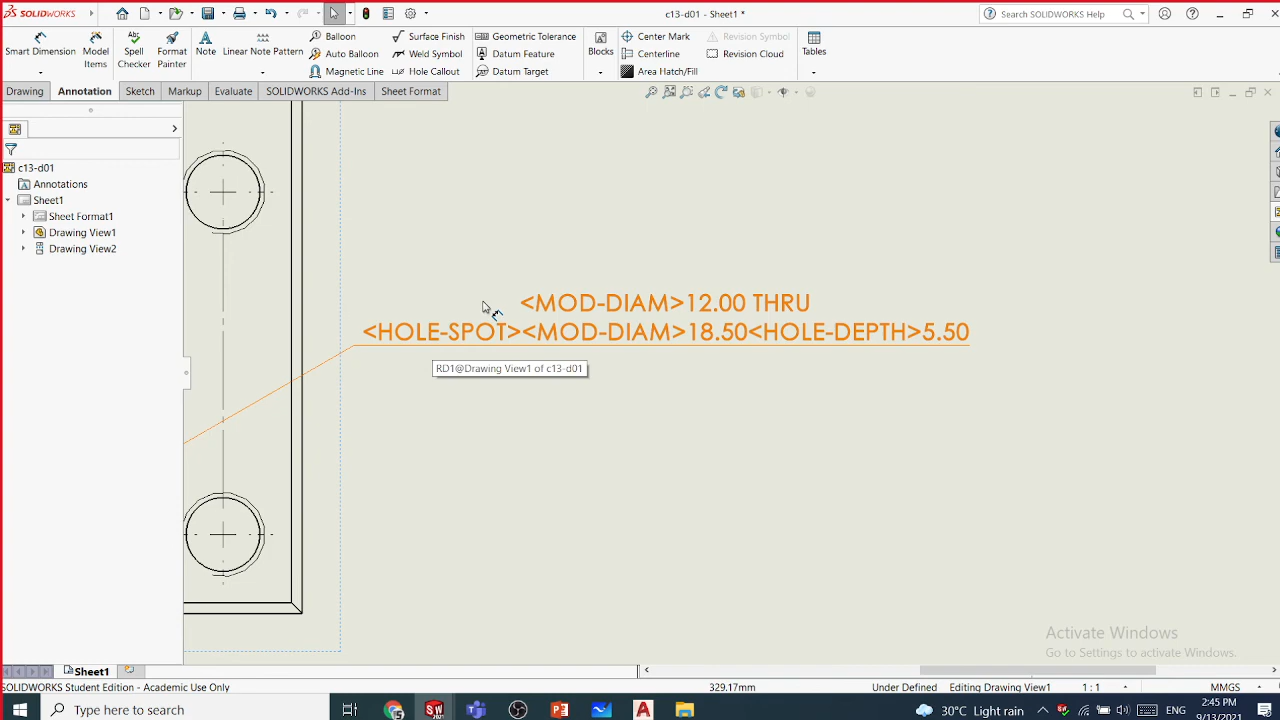 SOLIDWORKS
c13-d01 - Sheet1 *
Search SOLIDWORKS Help
Smart Dimension
Model Items
Spell Checker
Format Painter
Note
Linear Note Pattern
Balloon
Auto Balloon
Magnetic Line
Surface Finish
Weld Symbol
Hole Callout
Geometric Tolerance
Datum Feature
Datum Target
Blocks
Center Mark
Centerline
Area Hatch/Fill
Revision Symbol
Revision Cloud
Tables
Drawing
Annotation
Sketch
Markup
Evaluate
SOLIDWORKS Add-Ins
Sheet Format
c13-d01
Annotations
Sheet1
Sheet Format1
Drawing View1
Drawing View2
<MOD-DIAM>12.00 THRU
<HOLE-SPOT><MOD-DIAM>18.50<HOLE-DEPTH>5.50
RD1@Drawing View1 of c13-d01
Activate Windows
Go to Settings to activate Windows.
Sheet1
SOLIDWORKS Student Edition - Academic Use Only
329.17mm
Under Defined
Editing Drawing View1
1 : 1
MMGS
Type here to search
30°C Light rain
ENG
2:45 PM
9/13/2021